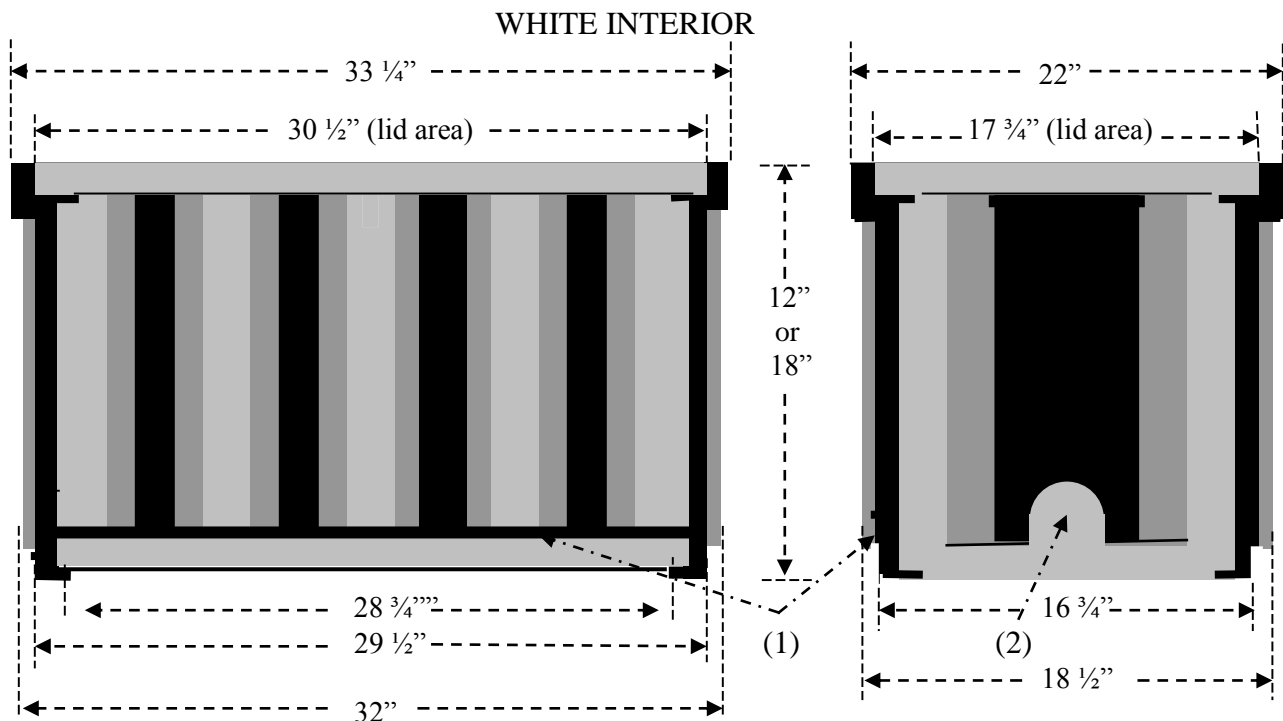 WHITE INTERIOR
33 ¼”
22”
30 ½” (lid area)
17 ¾” (lid area)
12”
or
18”
28 ¾””
(1)
(2)
16 ¾”
29 ½”
18 ½”
32”